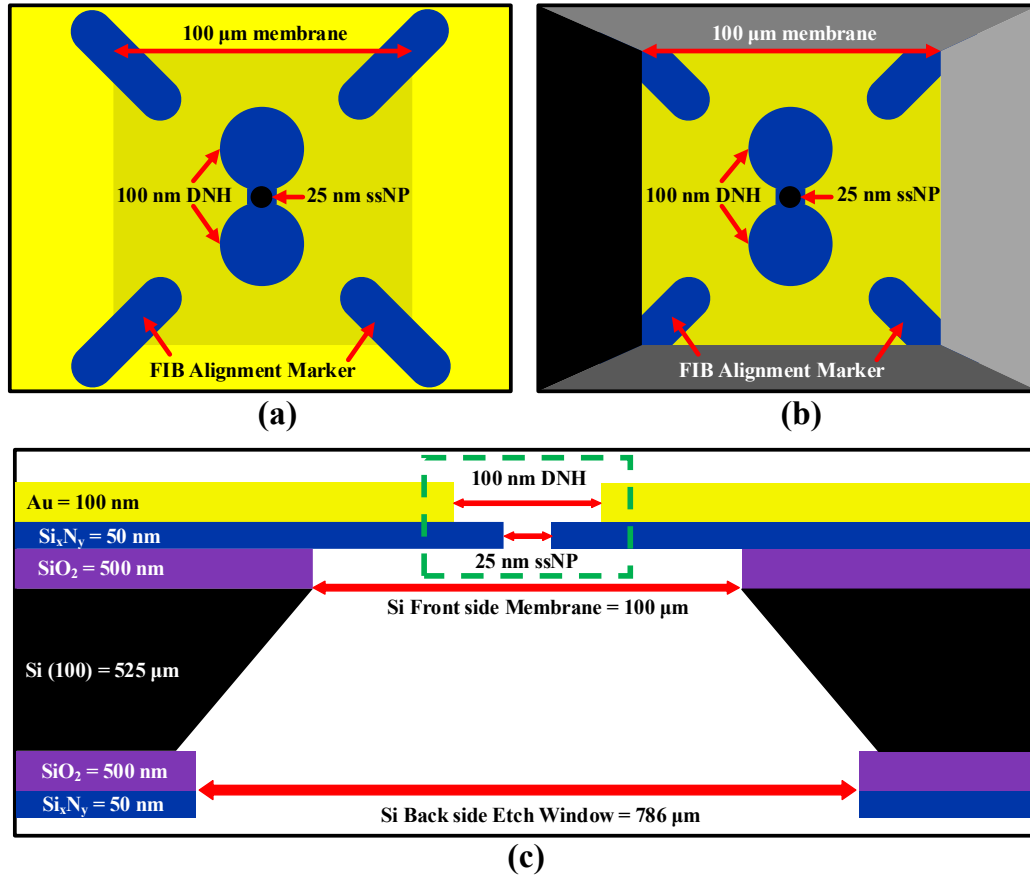 100 μm membrane
100 nm DNH
25 nm ssNP
FIB Alignment Marker
(a)
100 μm membrane
100 nm DNH
25 nm ssNP
FIB Alignment Marker
(b)
100 nm DNH
Au = 100 nm
SixNy = 50 nm
25 nm ssNP
SiO2 = 500 nm
Si Front side Membrane = 100 μm
Si (100) = 525 μm
SiO2 = 500 nm
SixNy = 50 nm
Si Back side Etch Window = 786 μm
(c)